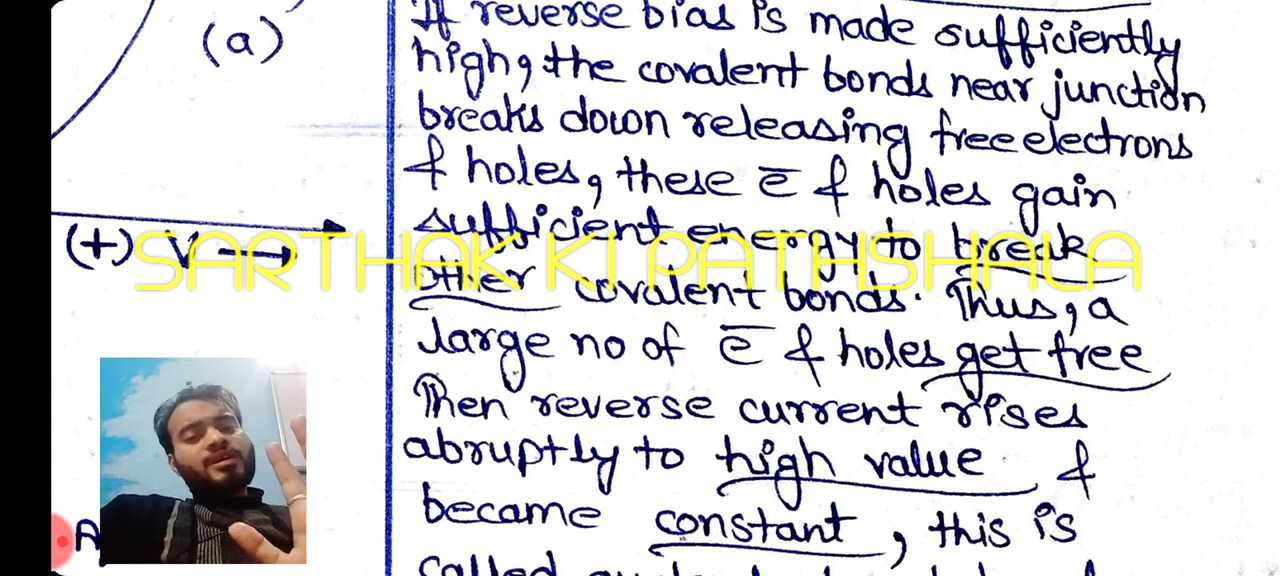 (a)
If reverse bias is made sufficiently
high, the covalent bonds near junction
breaks down releasing free electrons
& holes, these e̅ & holes gain
sufficient energy to break
(+) V →
SARTHAK KI PATHSHALA
other covalent bonds. Thus, a
large no of e̅ & holes get free
Then reverse current rises
abruptly to high value &
became constant, this is
called